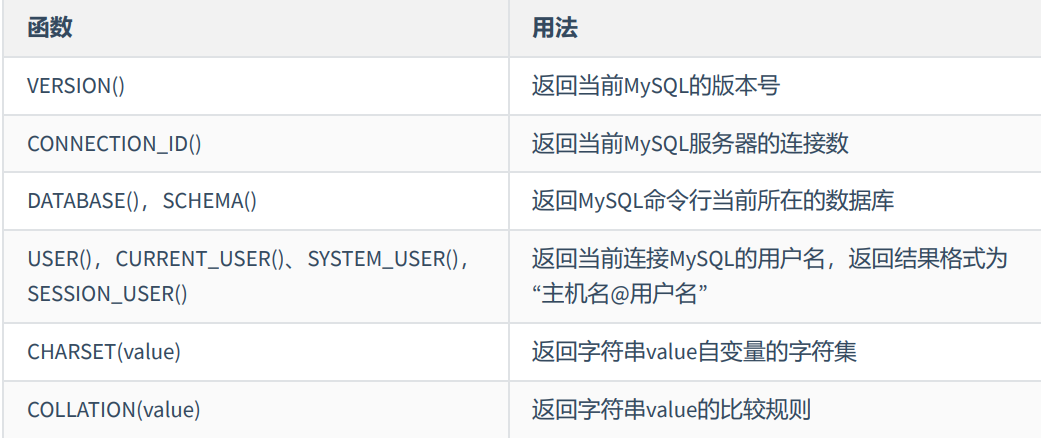 函数
用法
VERSION()
返回当前MySQL的版本号
CONNECTION_ID()
返回当前MySQL服务器的连接数
DATABASE()，SCHEMA()
返回MySQL命令行当前所在的数据库
USER()，CURRENT_USER()、SYSTEM_USER()，
SESSION_USER()
返回当前连接MySQL的用户名，返回结果格式为
“主机名@用户名”
CHARSET(value)
返回字符串value自变量的字符集
COLLATION(value)
返回字符串value的比较规则